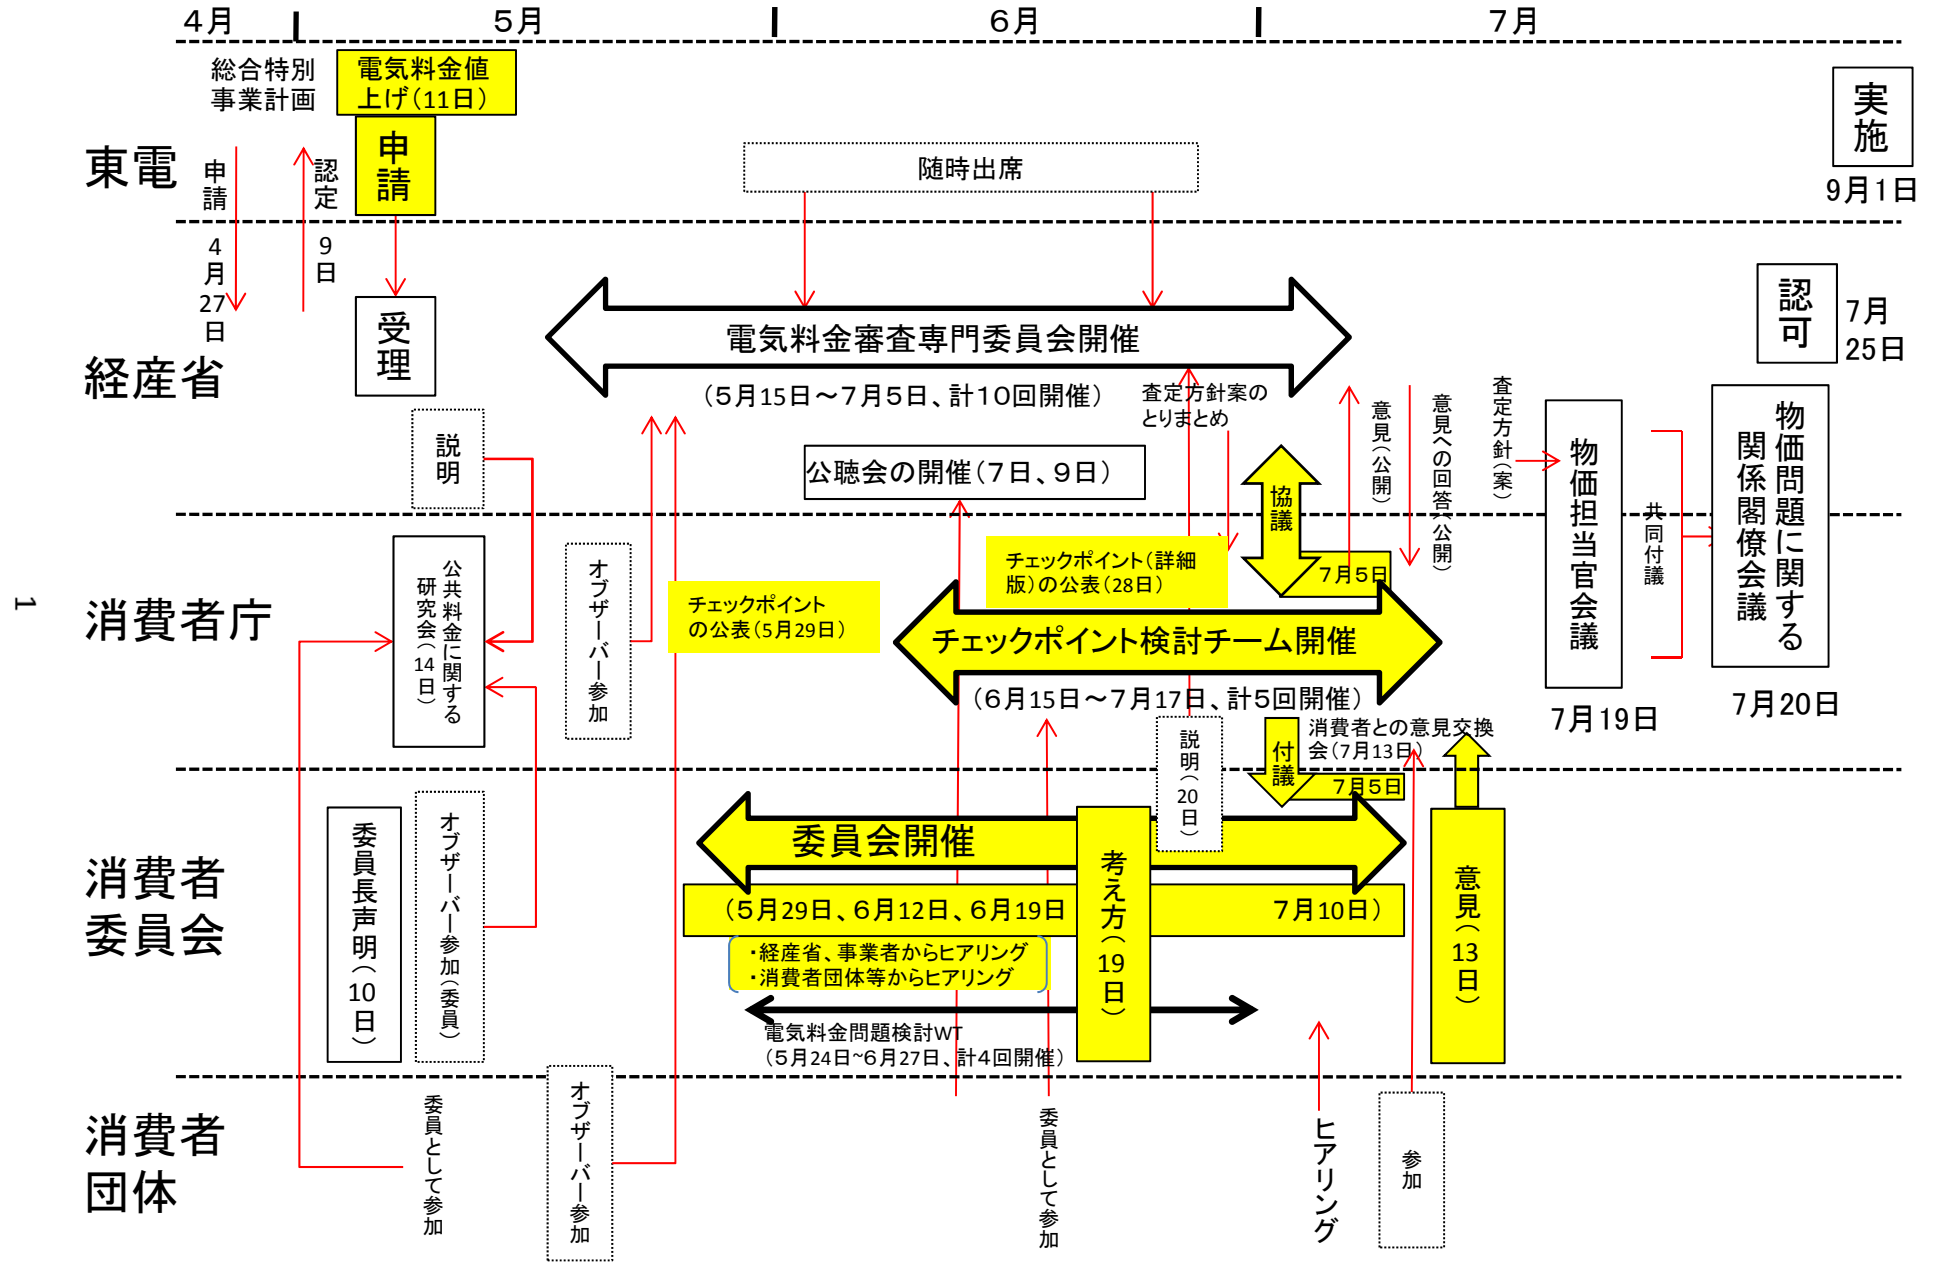 ４月
５月
６月
７月
総合特別
事業計画
電気料金値
上げ（11日）
東電
申請
認定
申請
随時出席
実施
9月1日
4月27日
9日
受理
経産省
電気料金審査専門委員会開催
（５月15日～７月５日、計１０回開催）
査定方針案の
とりまとめ
意見（公開）
意見への回答（公開）
査定方針（案）
認可
7月
25日
説明
公聴会の開催（７日、９日）
協議
物価担当官会議
7月19日
共同付議
物価問題に関する
関係閣僚会議
7月20日
消費者庁
公共料金に関する
研究会（14日）
オブザーバー参加
チェックポイント
の公表（5月29日）
チェックポイント（詳細
版）の公表（28日）
７月５日
チェックポイント検討チーム開催
（６月15日～７月17日、計５回開催）
説明（20日）
付議
消費者との意見交換
会（7月13日）
７月５日
消費者
委員会
委員長声明（10日）
オブザーバー参加（委員）
委員会開催
（５月29日、６月12日、６月19日
７月10日）
考え方（19日）
・経産省、事業者からヒアリング
・消費者団体等からヒアリング
電気料金問題検討WT
（５月24日~６月27日、計４回開催）
意見（13日）
消費者
団体
委員として参加
オブザーバー参加
委員として参加
ヒアリング
参加
1